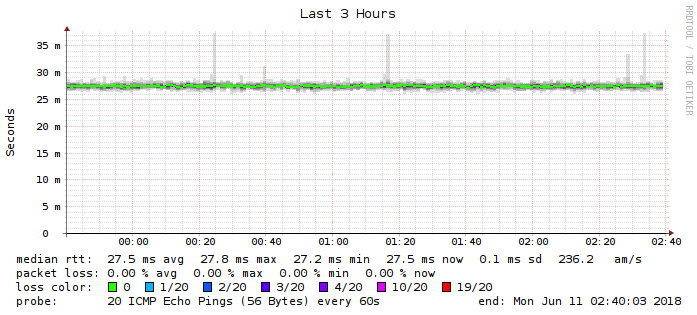 Last 3 Hours
RRDTOOL / TOBI OETIKER
Seconds
35 m
30 m
25 m
20 m
15 m
10 m
5 m
0
00:00 00:20 00:40 01:00 01:20 01:40 02:00 02:20 02:40
median rtt: 27.5 ms avg 27.8 ms max 27.2 ms min 27.5 ms now 0.1 ms sd 236.2 am/s
packet loss: 0.00 % avg 0.00 % max 0.00 % min 0.00 % now
loss color: 0 1/20 2/20 3/20 4/20 10/20 19/20
probe: 20 ICMP Echo Pings (56 Bytes) every 60s end: Mon Jun 11 02:40:03 2018